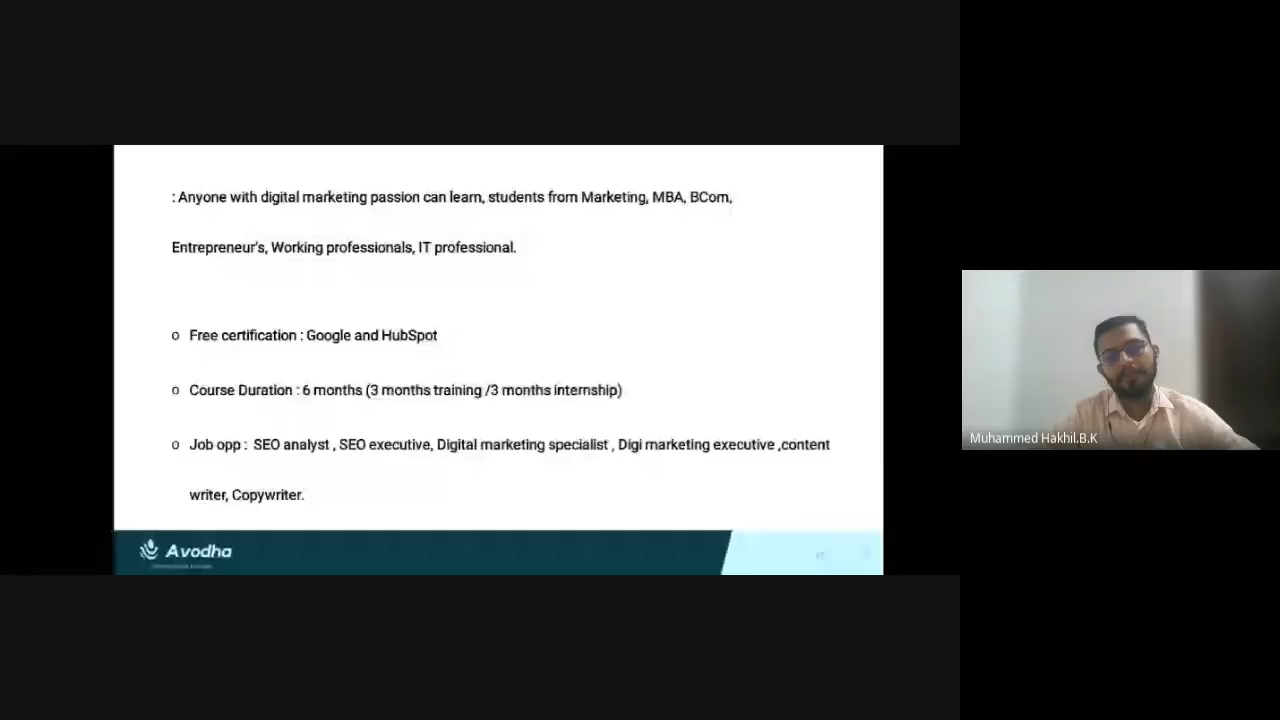 : Anyone with digital marketing passion can learn, students from Marketing, MBA, BCom,
Entrepreneur's, Working professionals, IT professional.
o Free certification : Google and HubSpot
o Course Duration : 6 months (3 months training /3 months internship)
o Job opp : SEO analyst , SEO executive, Digital marketing specialist , Digi marketing executive ,content
writer, Copywriter.
Avodha
Muhammed Hakhil.B.K